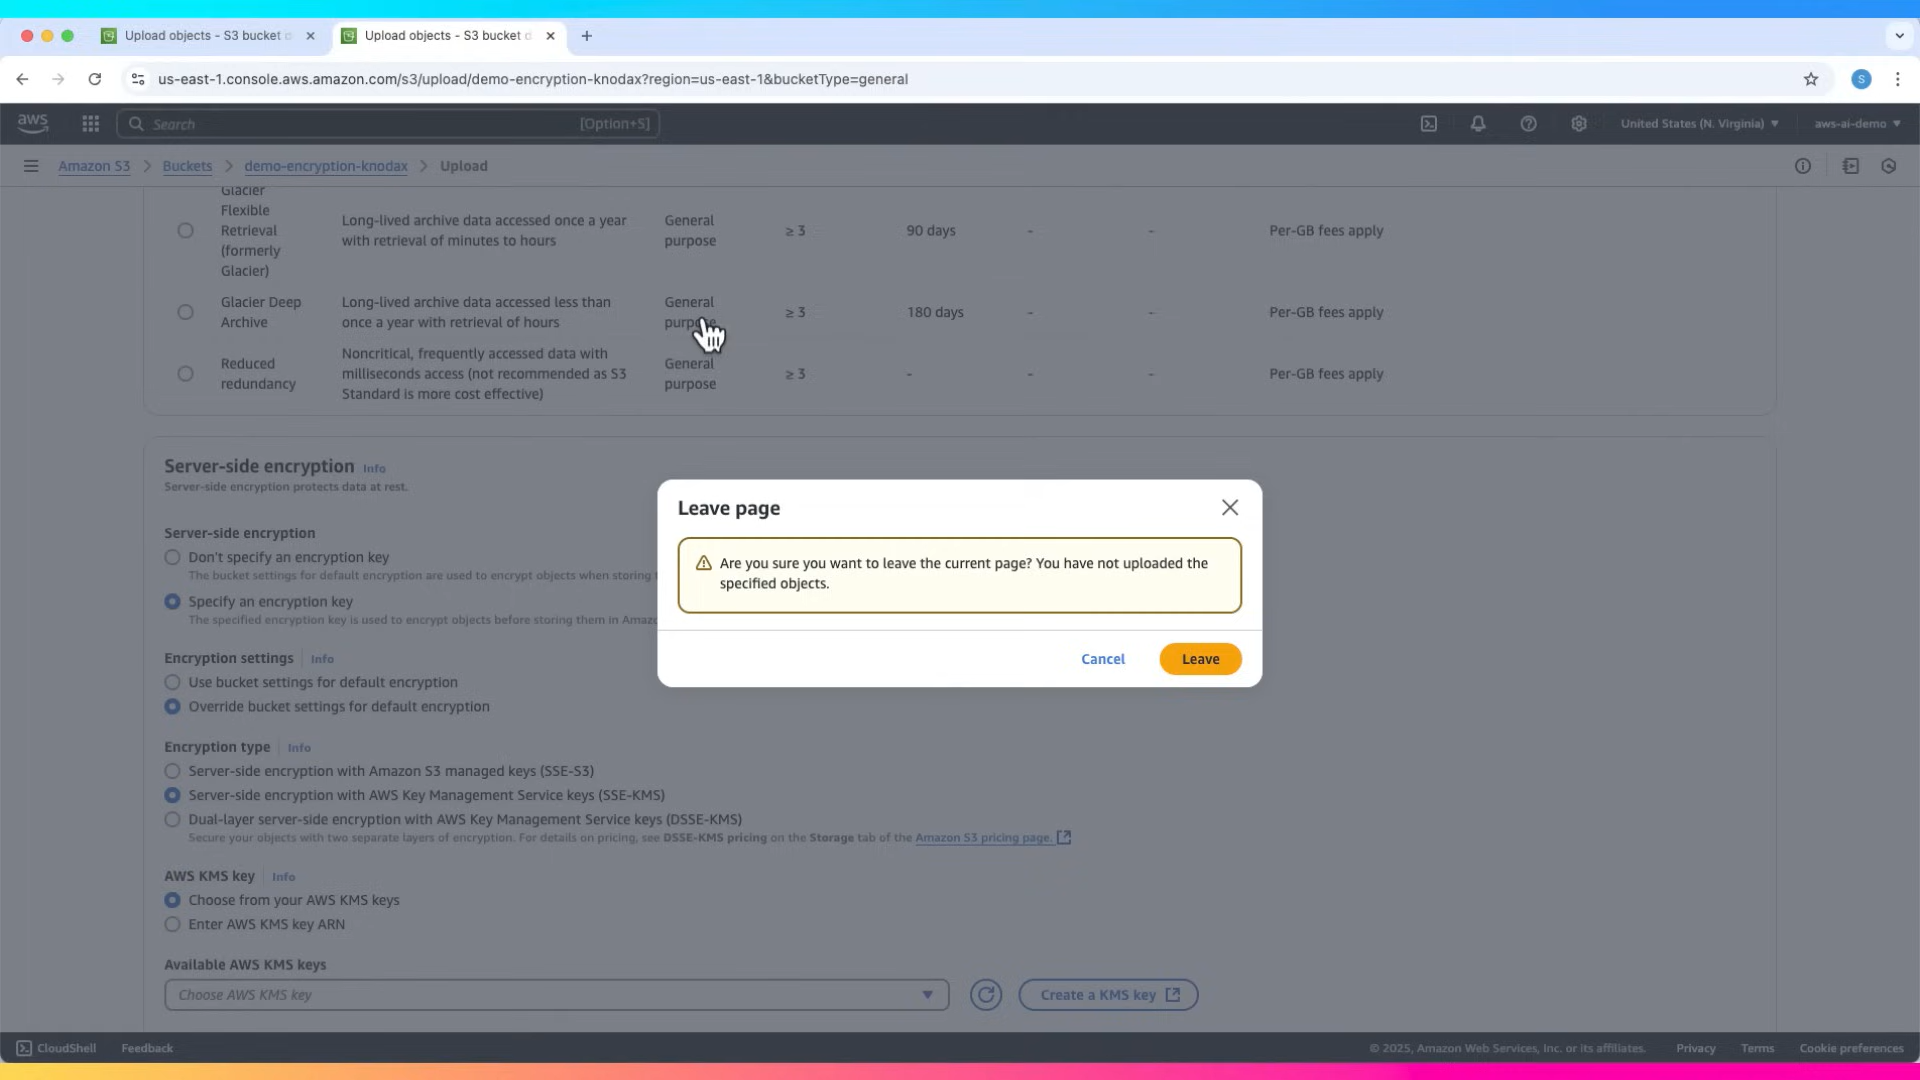 Upload objects - S3 bucket d
Upload objects - S3 bucket d
us-east-1.console.aws.amazon.com/s3/upload/demo-encryption-knodax?region=us-east-1&bucketType=general
S
aws
Search
[Option+S]
United States (N. Virginia)
aws-ai-demo
Amazon S3
Buckets
demo-encryption-knodax
Upload
Glacier
Flexible
Retrieval
(formerly
Glacier)
Long-lived archive data accessed once a year
with retrieval of minutes to hours
General
purpose
≥ 3
90 days
-
-
Per-GB fees apply
Glacier Deep
Archive
Long-lived archive data accessed less than
once a year with retrieval of hours
General
purpose
≥ 3
180 days
-
-
Per-GB fees apply
Reduced
redundancy
Noncritical, frequently accessed data with
milliseconds access (not recommended as S3
Standard is more cost effective)
General
purpose
≥ 3
-
-
-
Per-GB fees apply
Server-side encryption Info
Server-side encryption protects data at rest.
Server-side encryption
Don't specify an encryption key
The bucket settings for default encryption are used to encrypt objects when storing
Specify an encryption key
The specified encryption key is used to encrypt objects before storing them in Amazo
Encryption settings Info
Use bucket settings for default encryption
Override bucket settings for default encryption
Encryption type Info
Server-side encryption with Amazon S3 managed keys (SSE-S3)
Server-side encryption with AWS Key Management Service keys (SSE-KMS)
Dual-layer server-side encryption with AWS Key Management Service keys (DSSE-KMS)
Secure your objects with two separate layers of encryption. For details on pricing, see DSSE-KMS pricing on the Storage tab of the Amazon S3 pricing page.
AWS KMS key Info
Choose from your AWS KMS keys
Enter AWS KMS key ARN
Available AWS KMS keys
Choose AWS KMS key
Create a KMS key
Leave page
Are you sure you want to leave the current page? You have not uploaded the
specified objects.
Cancel
Leave
CloudShell
Feedback
© 2025, Amazon Web Services, Inc. or its affiliates.
Privacy
Terms
Cookie preferences